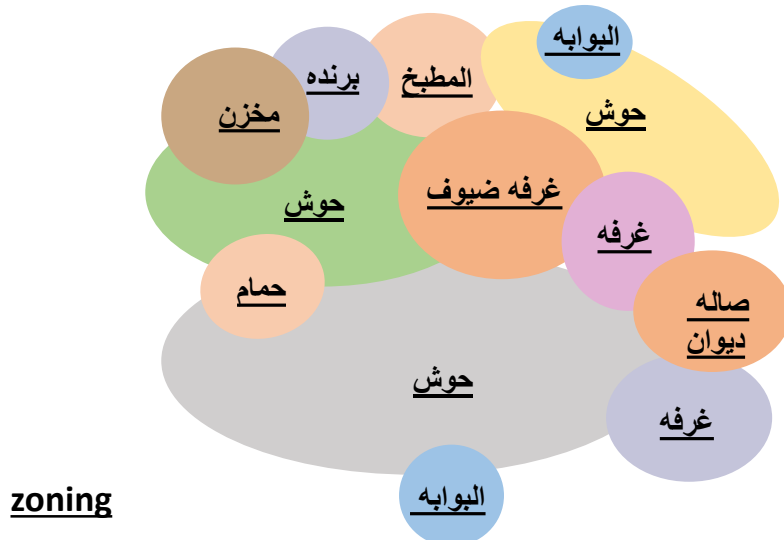 البوابه
المطبخ
برنده
مخزن
حوش
غرفه ضيوف
حوش
غرفه
حمام
صاله
ديوان
حوش
غرفه
البوابه
zoning